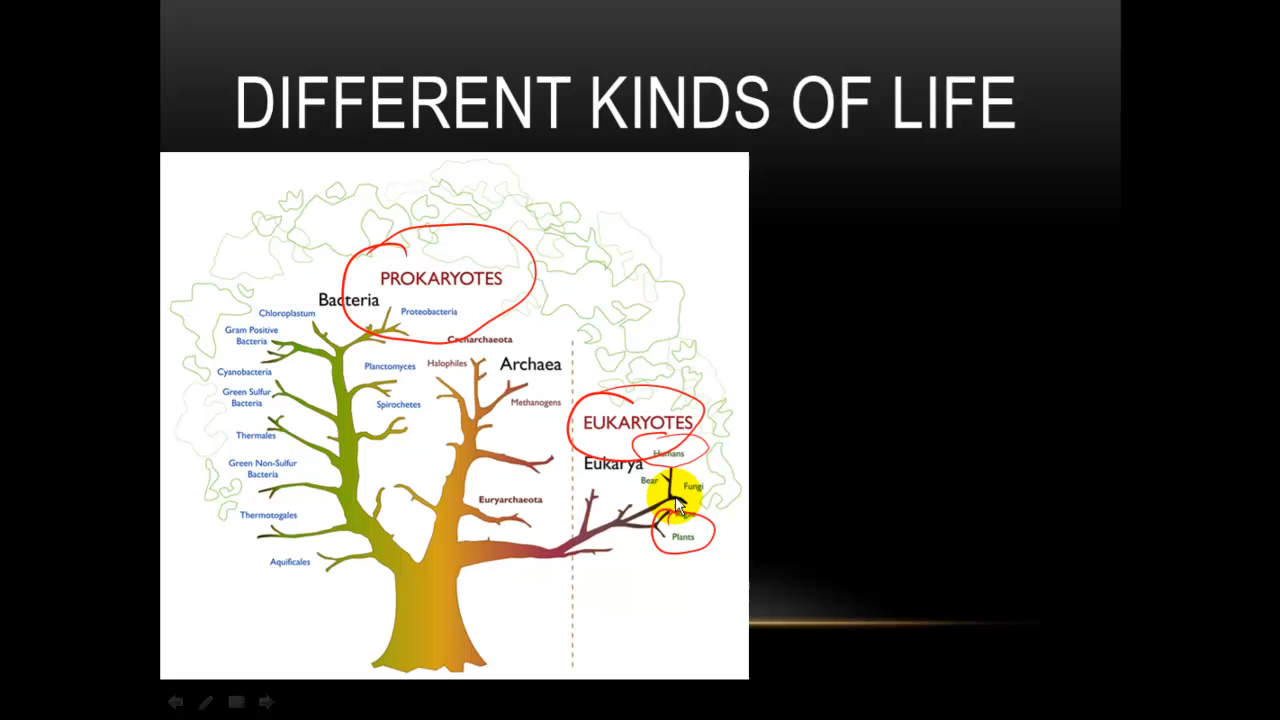 DIFFERENT KINDS OF LIFE
PROKARYOTES
Bacteria
Chloroplastum
Proteobacteria
Gram Positive
Bacteria
Crenarchaeota
Cyanobacteria
Planctomyces
Halophiles
Archaea
Green Sulfur
Bacteria
Spirochetes
Methanogens
Thermales
EUKARYOTES
Humans
Green Non-Sulfur
Bacteria
Eukarya
Bear
Fungi
Euryarchaeota
Thermotogales
Plants
Aquificales